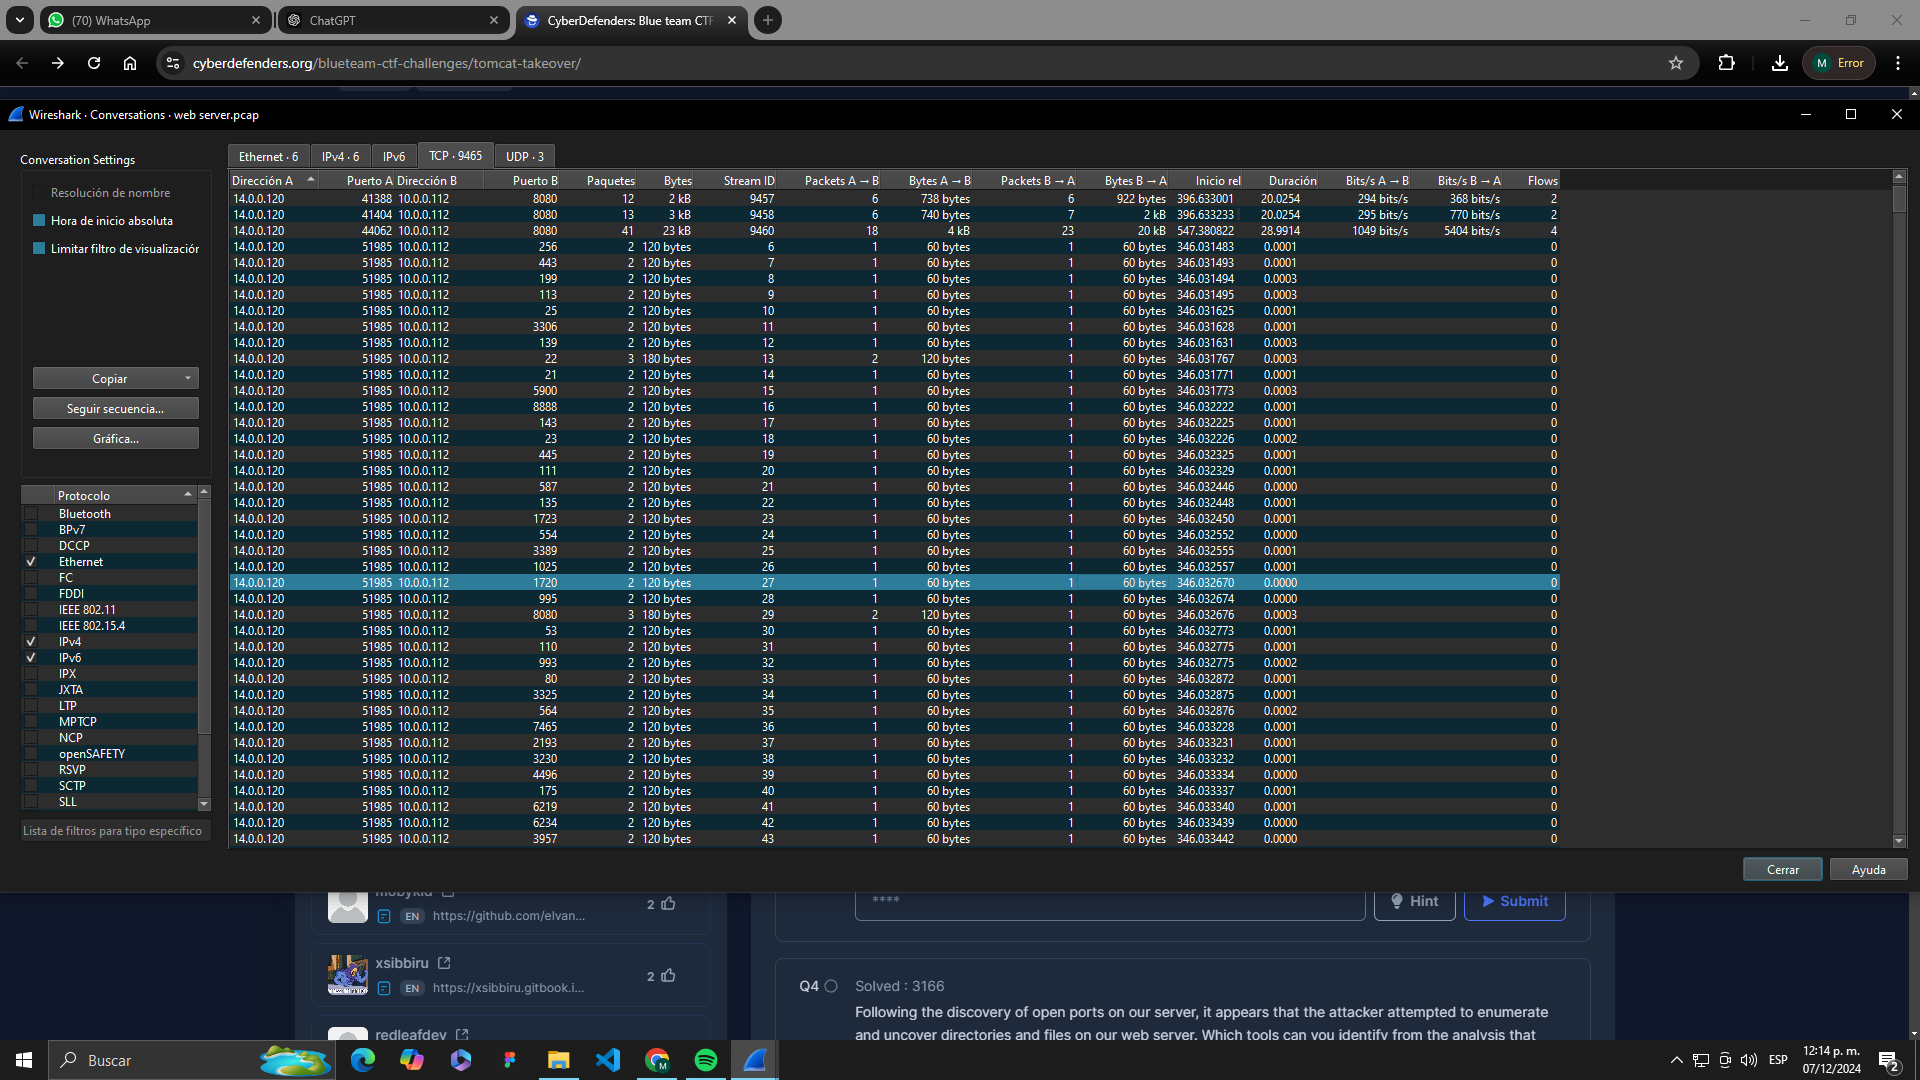 (70) WhatsApp
ChatGPT
CyberDefenders: Blue team CTF
cyberdefenders.org/blueteam-ctf-challenges/tomcat-takeover/
M Error
Wireshark · Conversations · web server.pcap
Conversation Settings
Resolución de nombre
Hora de inicio absoluta
Limitar filtro de visualización
Copiar
Seguir secuencia...
Gráfica...
Protocolo
Bluetooth
BPv7
DCCP
Ethernet
FC
FDDI
IEEE 802.11
IEEE 802.15.4
IPv4
IPv6
IPX
JXTA
LTP
MPTCP
NCP
openSAFETY
RSVP
SCTP
SLL
Lista de filtros para tipo específico
Ethernet · 6 IPv4 · 6 IPv6 TCP · 9465 UDP · 3
Dirección A Puerto A Dirección B Puerto B Paquetes Bytes Stream ID Packets A → B Bytes A → B Packets B → A Bytes B → A Inicio rel Duración Bits/s A → B Bits/s B → A Flows
14.0.0.120 41388 10.0.0.112 8080 12 2 kB 9457 6 738 bytes 6 922 bytes 396.633001 20.0254 294 bits/s 368 bits/s 2
14.0.0.120 41404 10.0.0.112 8080 13 3 kB 9458 6 740 bytes 7 2 kB 396.633233 20.0254 295 bits/s 770 bits/s 2
14.0.0.120 44062 10.0.0.112 8080 41 23 kB 9460 18 4 kB 23 20 kB 547.380822 28.9914 1049 bits/s 5404 bits/s 4
14.0.0.120 51985 10.0.0.112 256 2 120 bytes 6 1 60 bytes 1 60 bytes 346.031483 0.0001 0
14.0.0.120 51985 10.0.0.112 443 2 120 bytes 7 1 60 bytes 1 60 bytes 346.031493 0.0001 0
14.0.0.120 51985 10.0.0.112 199 2 120 bytes 8 1 60 bytes 1 60 bytes 346.031494 0.0003 0
14.0.0.120 51985 10.0.0.112 113 2 120 bytes 9 1 60 bytes 1 60 bytes 346.031495 0.0003 0
14.0.0.120 51985 10.0.0.112 25 2 120 bytes 10 1 60 bytes 1 60 bytes 346.031625 0.0001 0
14.0.0.120 51985 10.0.0.112 3306 2 120 bytes 11 1 60 bytes 1 60 bytes 346.031628 0.0001 0
14.0.0.120 51985 10.0.0.112 139 2 120 bytes 12 1 60 bytes 1 60 bytes 346.031631 0.0003 0
14.0.0.120 51985 10.0.0.112 22 3 180 bytes 13 2 120 bytes 1 60 bytes 346.031767 0.0003 0
14.0.0.120 51985 10.0.0.112 21 2 120 bytes 14 1 60 bytes 1 60 bytes 346.031771 0.0001 0
14.0.0.120 51985 10.0.0.112 5900 2 120 bytes 15 1 60 bytes 1 60 bytes 346.031773 0.0003 0
14.0.0.120 51985 10.0.0.112 8888 2 120 bytes 16 1 60 bytes 1 60 bytes 346.032222 0.0001 0
14.0.0.120 51985 10.0.0.112 143 2 120 bytes 17 1 60 bytes 1 60 bytes 346.032225 0.0001 0
14.0.0.120 51985 10.0.0.112 23 2 120 bytes 18 1 60 bytes 1 60 bytes 346.032226 0.0002 0
14.0.0.120 51985 10.0.0.112 445 2 120 bytes 19 1 60 bytes 1 60 bytes 346.032325 0.0001 0
14.0.0.120 51985 10.0.0.112 111 2 120 bytes 20 1 60 bytes 1 60 bytes 346.032329 0.0001 0
14.0.0.120 51985 10.0.0.112 587 2 120 bytes 21 1 60 bytes 1 60 bytes 346.032446 0.0000 0
14.0.0.120 51985 10.0.0.112 135 2 120 bytes 22 1 60 bytes 1 60 bytes 346.032448 0.0001 0
14.0.0.120 51985 10.0.0.112 1723 2 120 bytes 23 1 60 bytes 1 60 bytes 346.032450 0.0001 0
14.0.0.120 51985 10.0.0.112 554 2 120 bytes 24 1 60 bytes 1 60 bytes 346.032552 0.0000 0
14.0.0.120 51985 10.0.0.112 3389 2 120 bytes 25 1 60 bytes 1 60 bytes 346.032555 0.0001 0
14.0.0.120 51985 10.0.0.112 1025 2 120 bytes 26 1 60 bytes 1 60 bytes 346.032557 0.0001 0
14.0.0.120 51985 10.0.0.112 1720 2 120 bytes 27 1 60 bytes 1 60 bytes 346.032670 0.0000 0
14.0.0.120 51985 10.0.0.112 995 2 120 bytes 28 1 60 bytes 1 60 bytes 346.032674 0.0000 0
14.0.0.120 51985 10.0.0.112 8080 3 180 bytes 29 2 120 bytes 1 60 bytes 346.032676 0.0003 0
14.0.0.120 51985 10.0.0.112 53 2 120 bytes 30 1 60 bytes 1 60 bytes 346.032773 0.0001 0
14.0.0.120 51985 10.0.0.112 110 2 120 bytes 31 1 60 bytes 1 60 bytes 346.032775 0.0001 0
14.0.0.120 51985 10.0.0.112 993 2 120 bytes 32 1 60 bytes 1 60 bytes 346.032775 0.0002 0
14.0.0.120 51985 10.0.0.112 80 2 120 bytes 33 1 60 bytes 1 60 bytes 346.032872 0.0001 0
14.0.0.120 51985 10.0.0.112 3325 2 120 bytes 34 1 60 bytes 1 60 bytes 346.032875 0.0001 0
14.0.0.120 51985 10.0.0.112 564 2 120 bytes 35 1 60 bytes 1 60 bytes 346.032876 0.0002 0
14.0.0.120 51985 10.0.0.112 7465 2 120 bytes 36 1 60 bytes 1 60 bytes 346.033228 0.0001 0
14.0.0.120 51985 10.0.0.112 2193 2 120 bytes 37 1 60 bytes 1 60 bytes 346.033231 0.0001 0
14.0.0.120 51985 10.0.0.112 3230 2 120 bytes 38 1 60 bytes 1 60 bytes 346.033232 0.0001 0
14.0.0.120 51985 10.0.0.112 4496 2 120 bytes 39 1 60 bytes 1 60 bytes 346.033334 0.0000 0
14.0.0.120 51985 10.0.0.112 175 2 120 bytes 40 1 60 bytes 1 60 bytes 346.033337 0.0001 0
14.0.0.120 51985 10.0.0.112 6219 2 120 bytes 41 1 60 bytes 1 60 bytes 346.033340 0.0001 0
14.0.0.120 51985 10.0.0.112 6234 2 120 bytes 42 1 60 bytes 1 60 bytes 346.033439 0.0000 0
14.0.0.120 51985 10.0.0.112 3957 2 120 bytes 43 1 60 bytes 1 60 bytes 346.033442 0.0001 0
Cerrar
Ayuda
EN https://github.com/elvan...
2
xsibbiru
EN https://xsibbiru.gitbook.i...
2
redleafdev
****
Hint
Submit
Q4 Solved : 3166
Following the discovery of open ports on our server, it appears that the attacker attempted to enumerate
and uncover directories and files on our web server. Which tools can you identify from the analysis that
Buscar
ESP
12:14 p. m.
07/12/2024
2